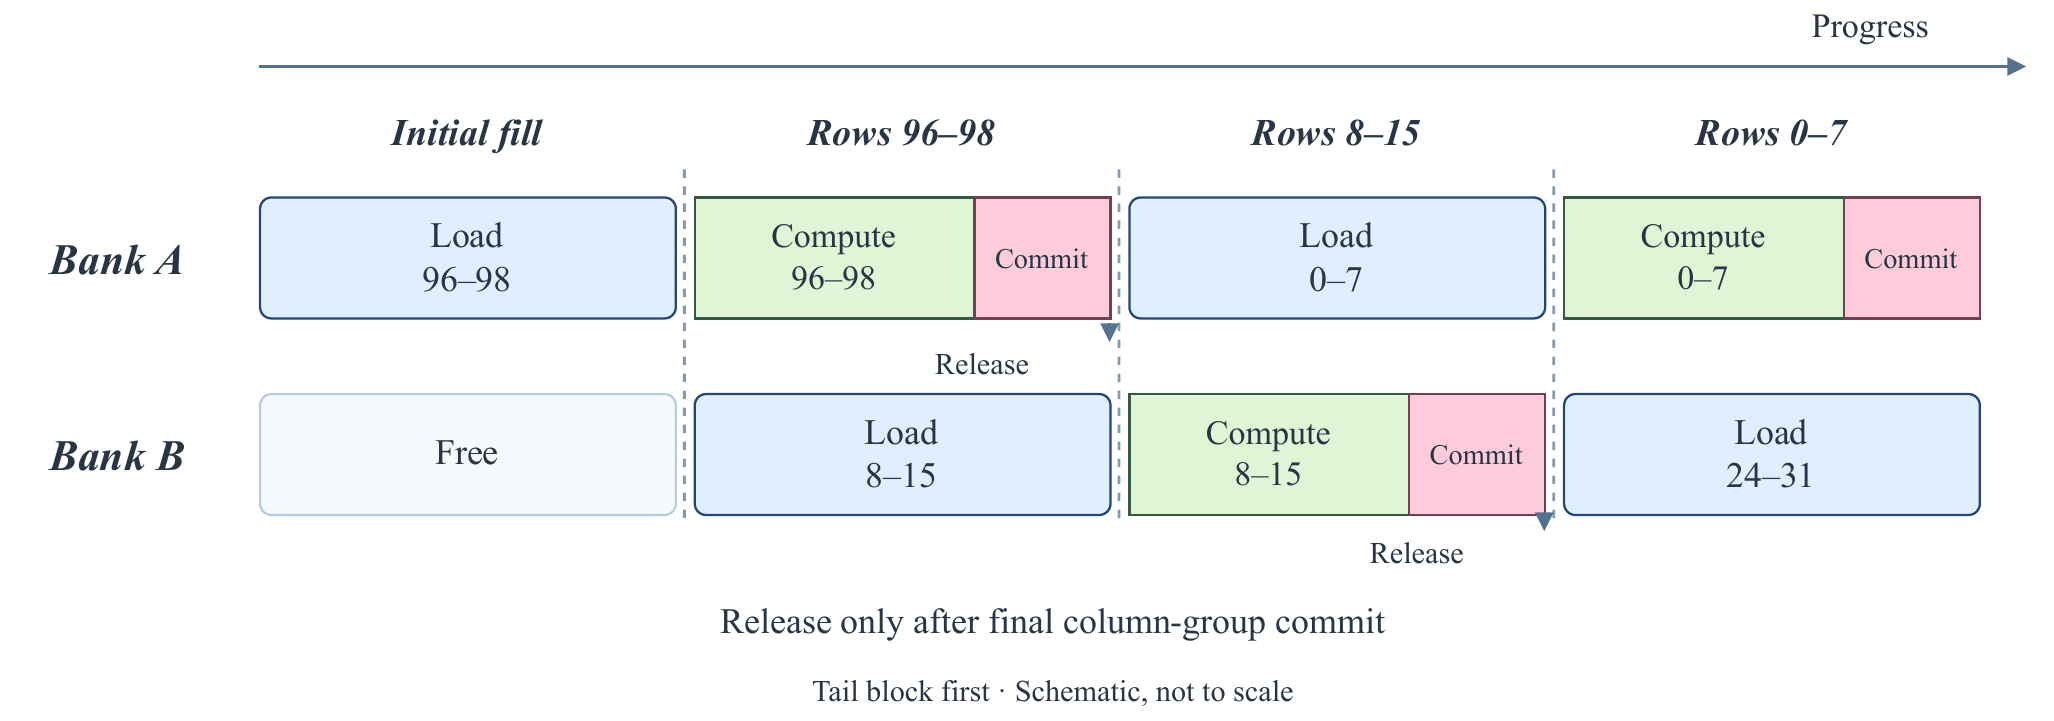 Progress
Initial fill
Rows 96–98
Rows 8–15
Rows 0–7
Bank A
Load
96–98
Compute
96–98
Commit
Load
0–7
Compute
0–7
Commit
Release
Bank B
Free
Load
8–15
Compute
8–15
Commit
Load
24–31
Release
Release only after final column-group commit
Tail block first · Schematic, not to scale